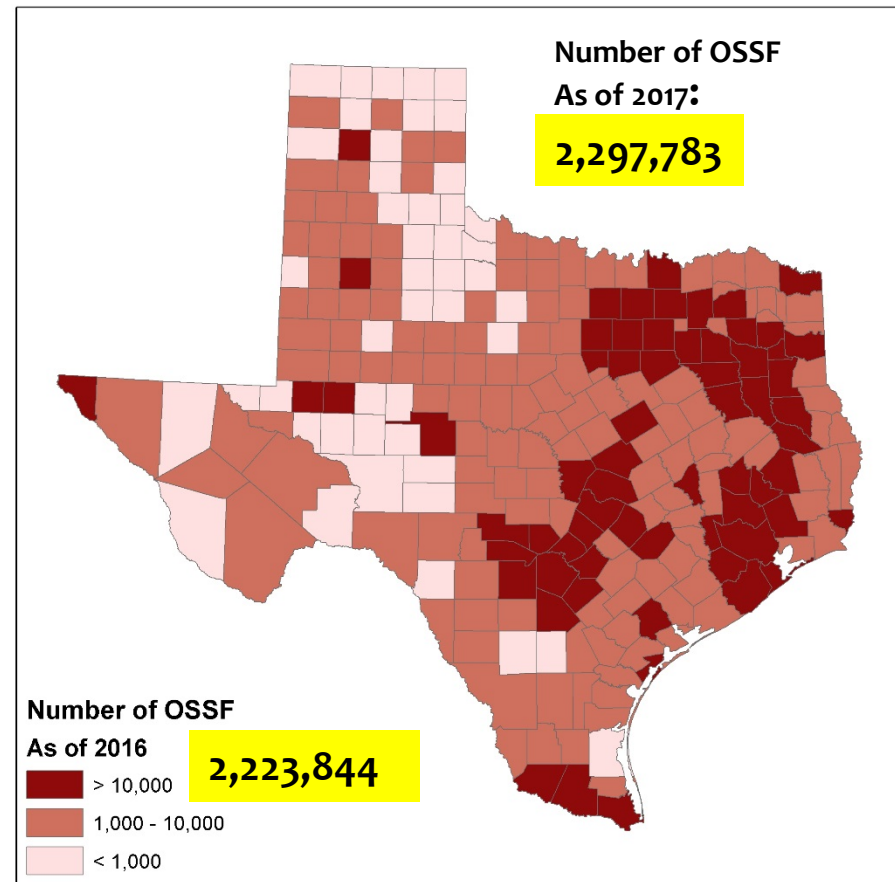 Number of OSSF
As of 2017:
2,297,783
Number of OSSF
As of 2016
2,223,844
> 10,000
1,000 - 10,000
< 1,000